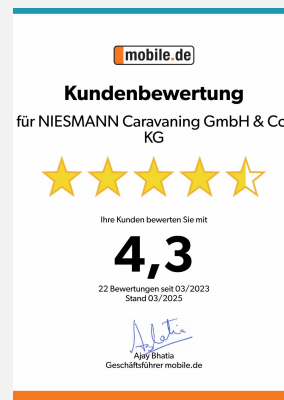 mobile.de
Kundenbewertung
für NIESMANN Caravaning GmbH & Co
KG
Ihre Kunden bewerten Sie mit
4,3
22 Bewertungen seit 03/2023
Stand 03/2025
Ajay Bhatia
Geschäftsführer mobile.de